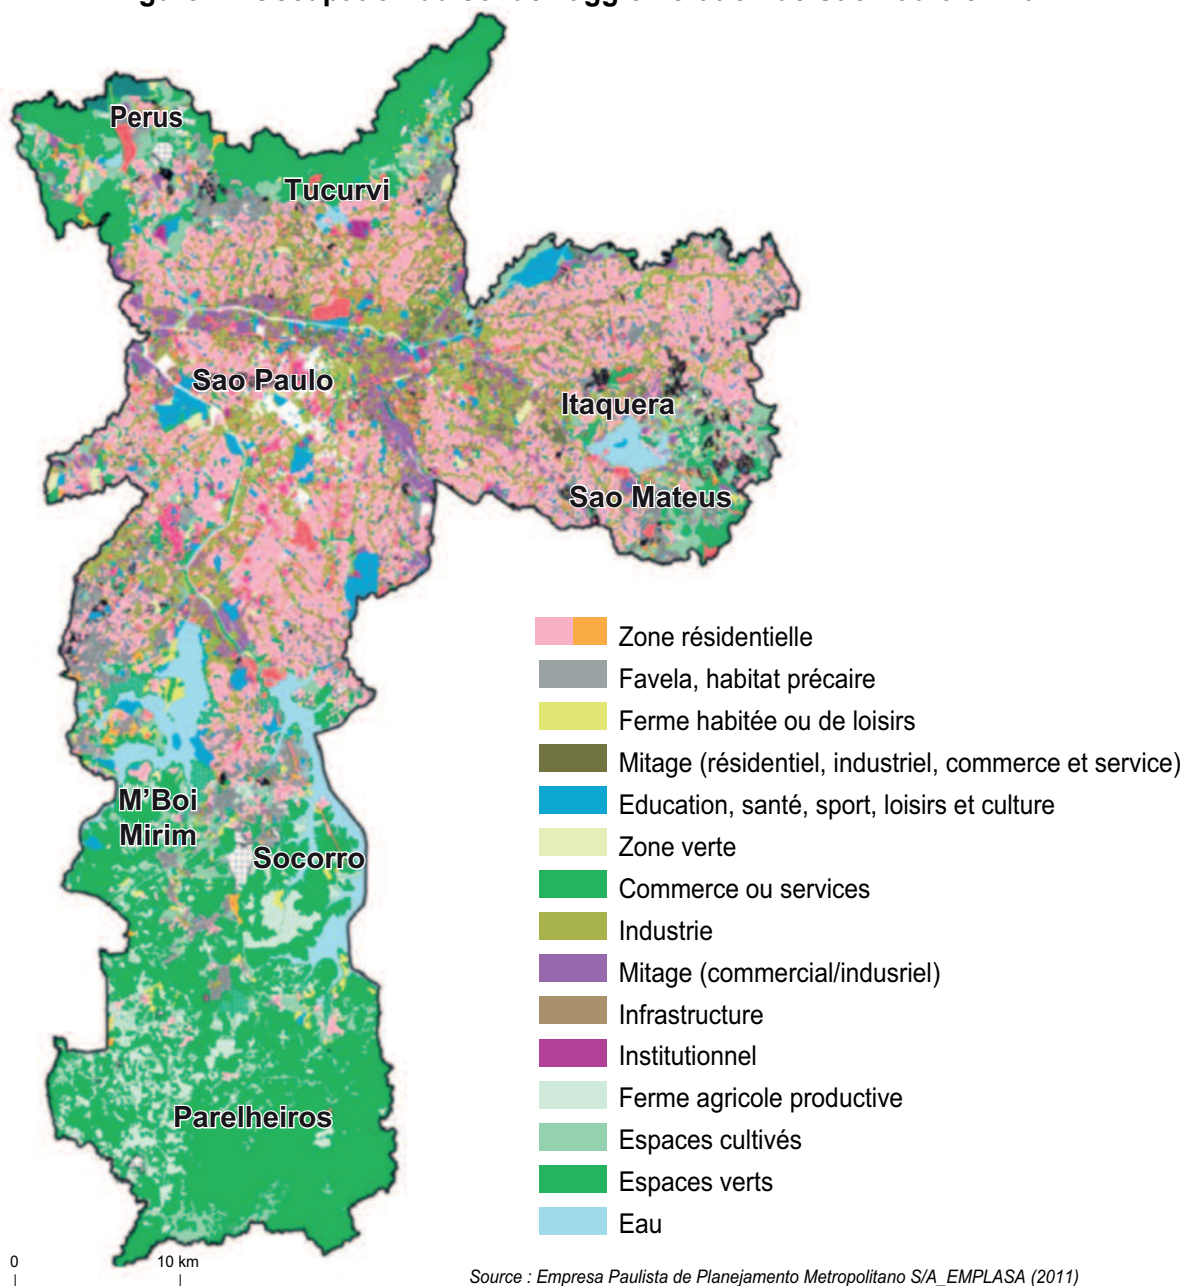 Perus
Tucurvi
Sao Paulo
Itaquera
Sao Mateus
M'Boi
Mirim
Socorro
Parelheiros
Zone résidentielle
Favela, habitat précaire
Ferme habitée ou de loisirs
Mitage (résidentiel, industriel, commerce et service)
Education, santé, sport, loisirs et culture
Zone verte
Commerce ou services
Industrie
Mitage (commercial/indusriel)
Infrastructure
Institutionnel
Ferme agricole productive
Espaces cultivés
Espaces verts
Eau
0 10 km
Source : Empresa Paulista de Planejamento Metropolitano S/A_EMPLASA (2011)